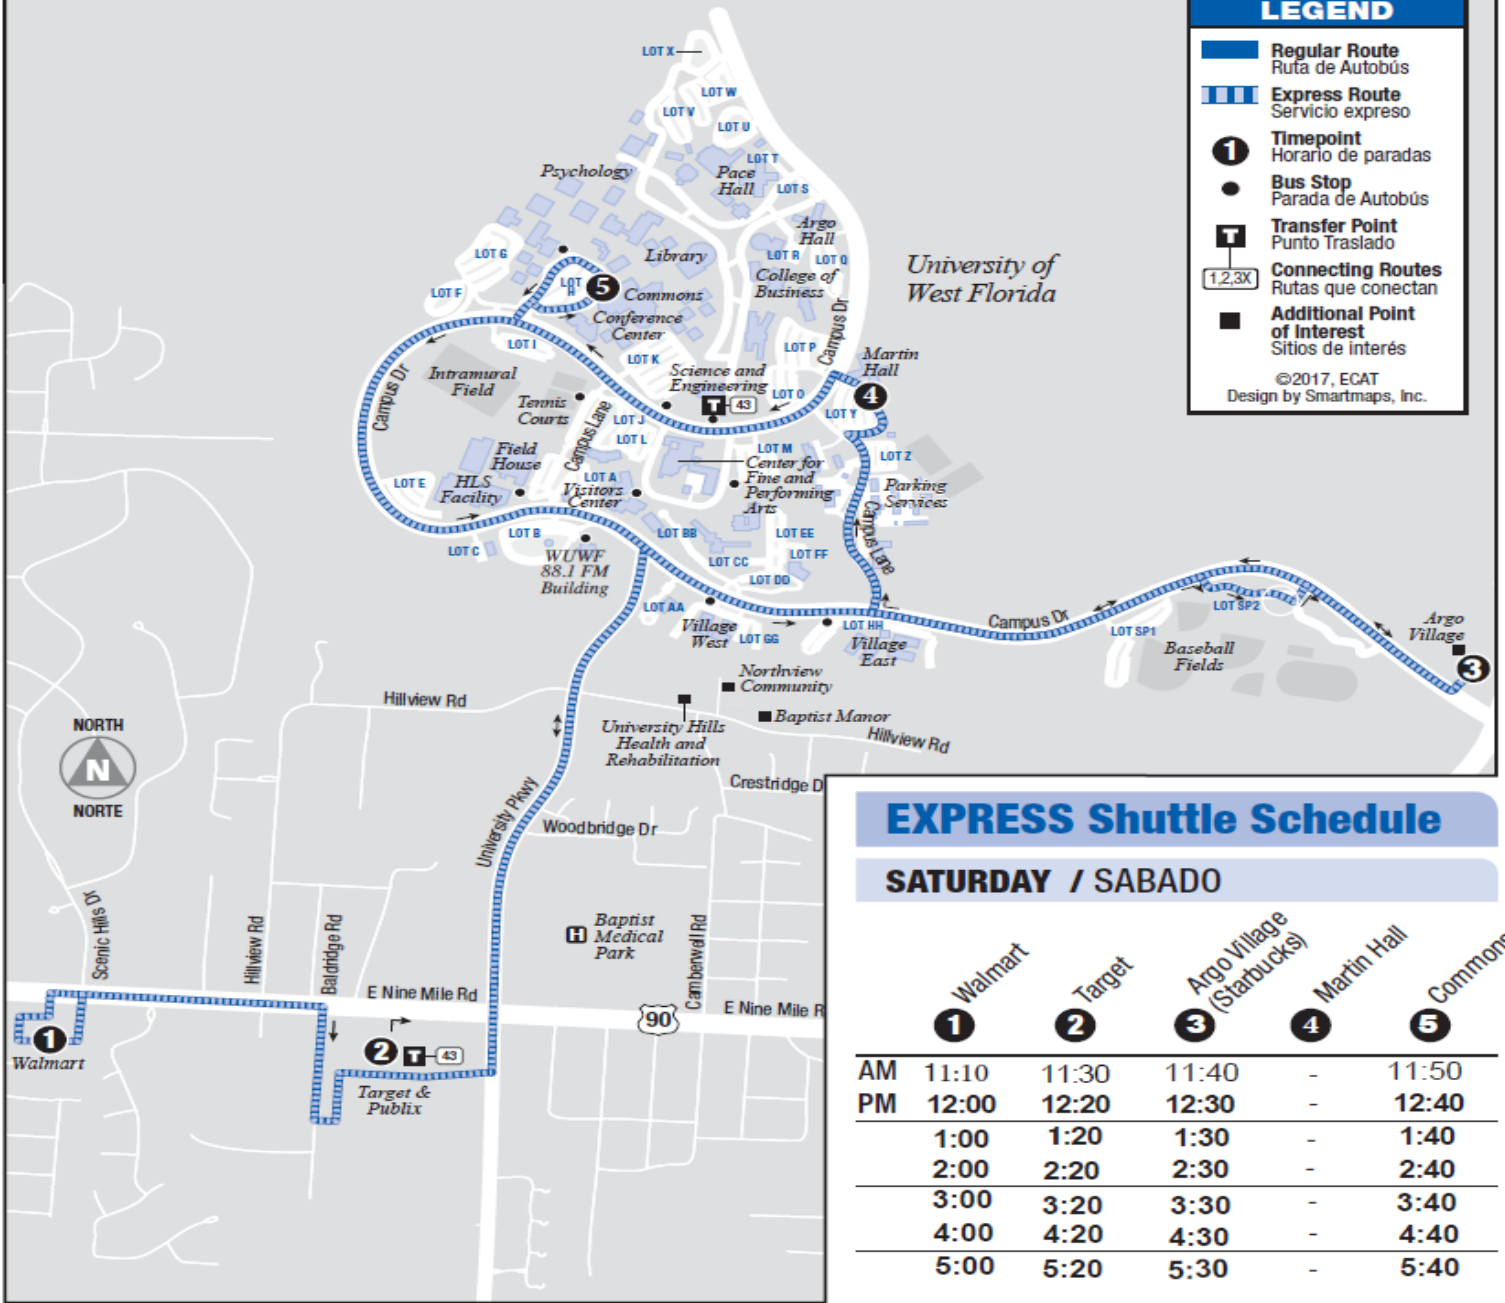 LEGEND
Regular Route
Ruta de Autobús
Express Route
Servicio expreso
1
Timepoint
Horario de paradas
Bus Stop
Parada de Autobús
T
Transfer Point
Punto Traslado
1,2,3X
Connecting Routes
Rutas que conectan
Additional Point
of Interest
Sitios de interés
©2017, ECAT
Design by Smartmaps, Inc.
LOT X
LOT W
LOT V
LOT U
LOT T
Psychology
Pace
Hall
LOT S
Argo
Hall
LOT G
Library
LOT R
LOT Q
College of
Business
University of
West Florida
LOT F
LOT
H
5
Commons
Conference
Center
LOT I
LOT K
LOT P
Campus Dr
Martin
Hall
Intramural
Field
Science and
Engineering
Campus Dr
Tennis
Courts
T
43
LOT O
4
LOT Y
Campus Lane
LOT J
LOT L
Field
House
LOT M
Center for
Fine and
Performing
Arts
LOT Z
LOT E
HLS
Facility
LOT A
Visitors
Center
Parking
Services
Campus Lane
LOT B
LOT C
WUWF
88.1 FM
Building
LOT BB
LOT EE
LOT CC
LOT FF
LOT DD
LOT AA
Village
West
LOT GG
LOT HH
Village
East
Campus Dr
LOT SP2
LOT SP1
Baseball
Fields
Argo
Village
3
Northview
Community
Hillview Rd
Baptist Manor
University Hills
Health and
Rehabilitation
Hillview Rd
NORTH
N
NORTE
Crestridge D
University Pkwy
Woodbridge Dr
Scenic Hills Dr
Hillview Rd
Baldridge Rd
H
Baptist
Medical
Park
Camberwell Rd
E Nine Mile Rd
90
E Nine Mile R
1
Walmart
2
T
43
Target &
Publix
EXPRESS Shuttle Schedule
SATURDAY / SABADO
Walmart Target Argo Village (Starbucks) Martin Hall Commons
1 2 3 4 5
AM 11:10 11:30 11:40 - 11:50
PM 12:00 12:20 12:30 - 12:40
1:00 1:20 1:30 - 1:40
2:00 2:20 2:30 - 2:40
3:00 3:20 3:30 - 3:40
4:00 4:20 4:30 - 4:40
5:00 5:20 5:30 - 5:40